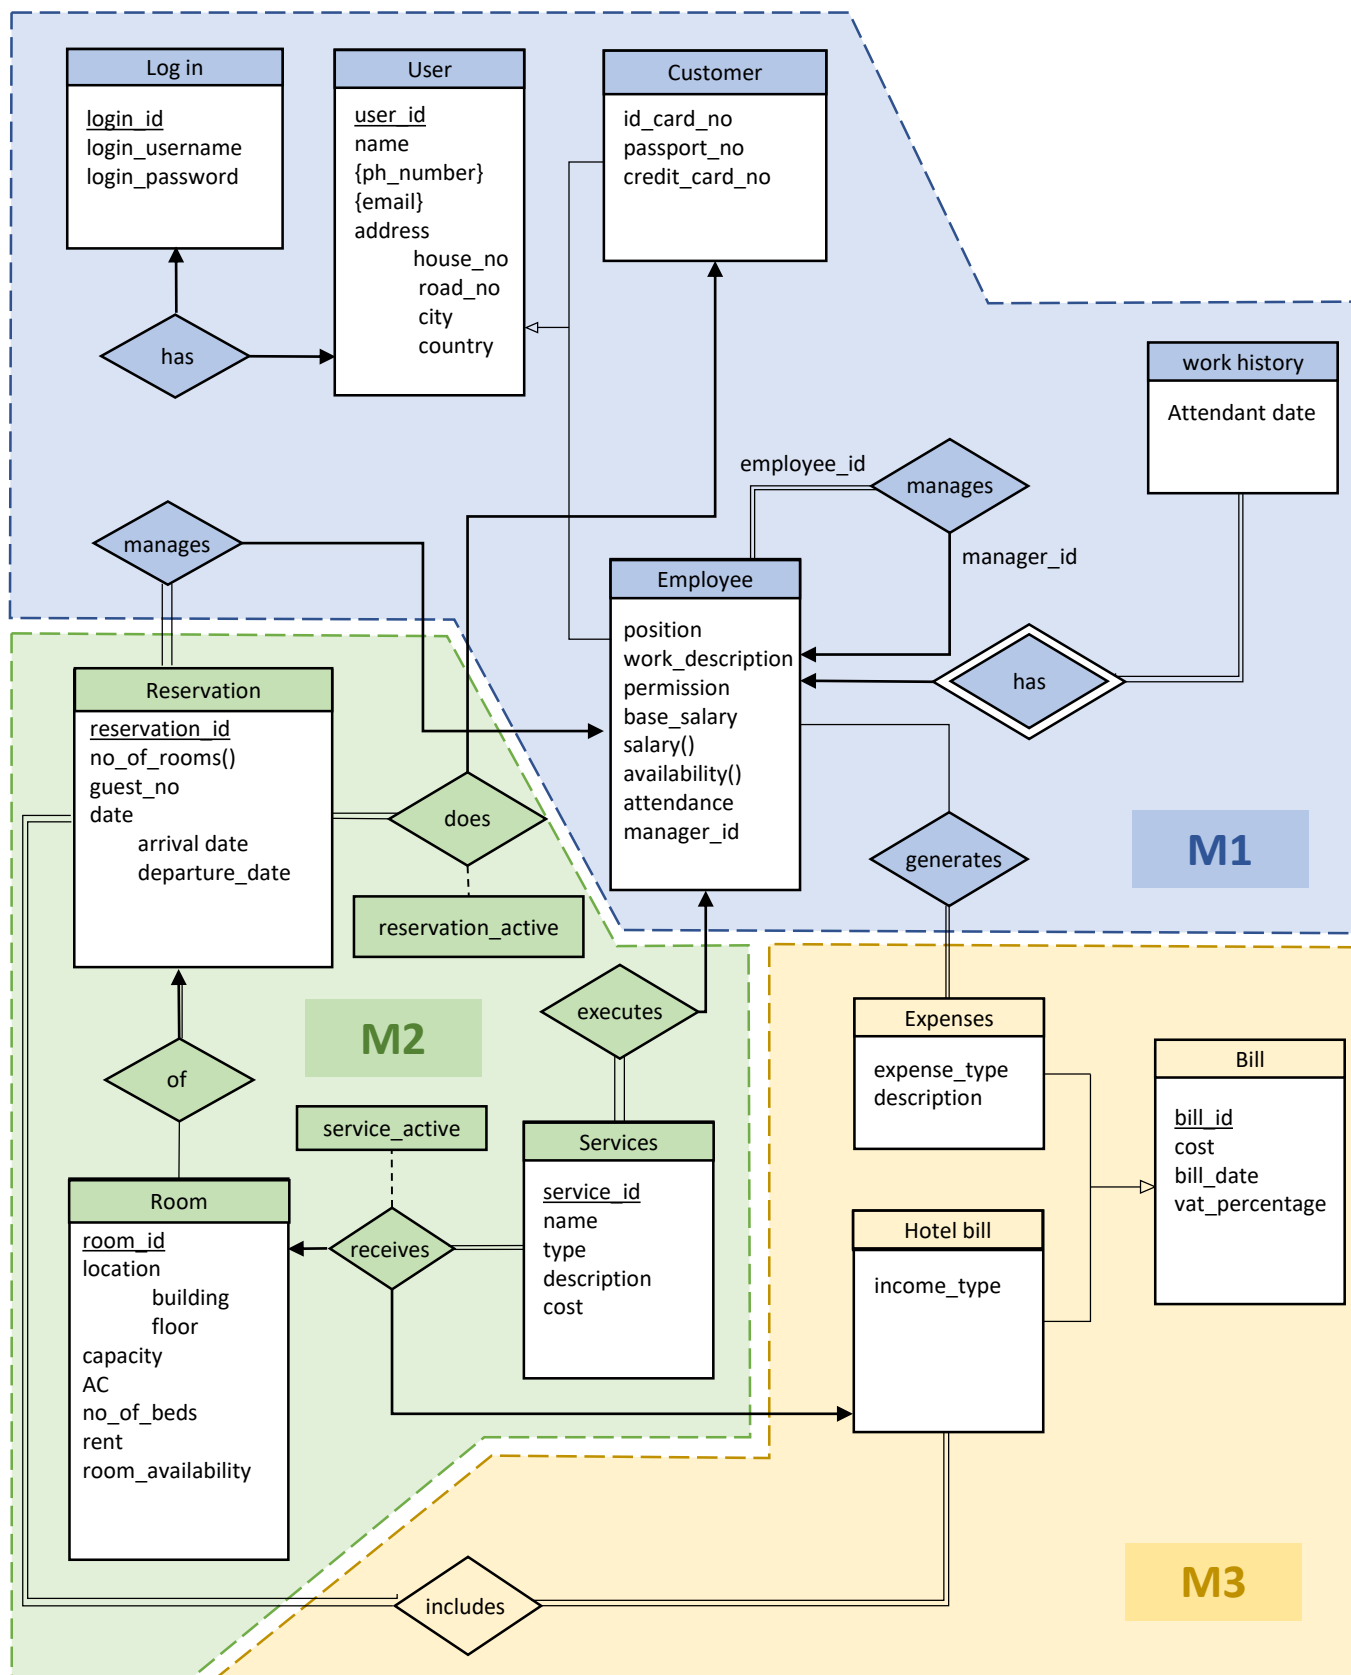 Log in
login_id
login_username
login_password
User
user_id
name
{ph_number}
{email}
address
house_no
road_no
city
country
Customer
id_card_no
passport_no
credit_card_no
has
work history
Attendant date
employee_id
manages
manager_id
manages
Employee
position
work_description
permission
base_salary
salary()
availability()
attendance
manager_id
has
generates
M1
Reservation
reservation_id
no_of_rooms()
guest_no
date
arrival date
departure_date
does
reservation_active
M2
executes
of
service_active
receives
Services
service_id
name
type
description
cost
Room
room_id
location
building
floor
capacity
AC
no_of_beds
rent
room_availability
Expenses
expense_type
description
Bill
bill_id
cost
bill_date
vat_percentage
Hotel bill
income_type
includes
M3